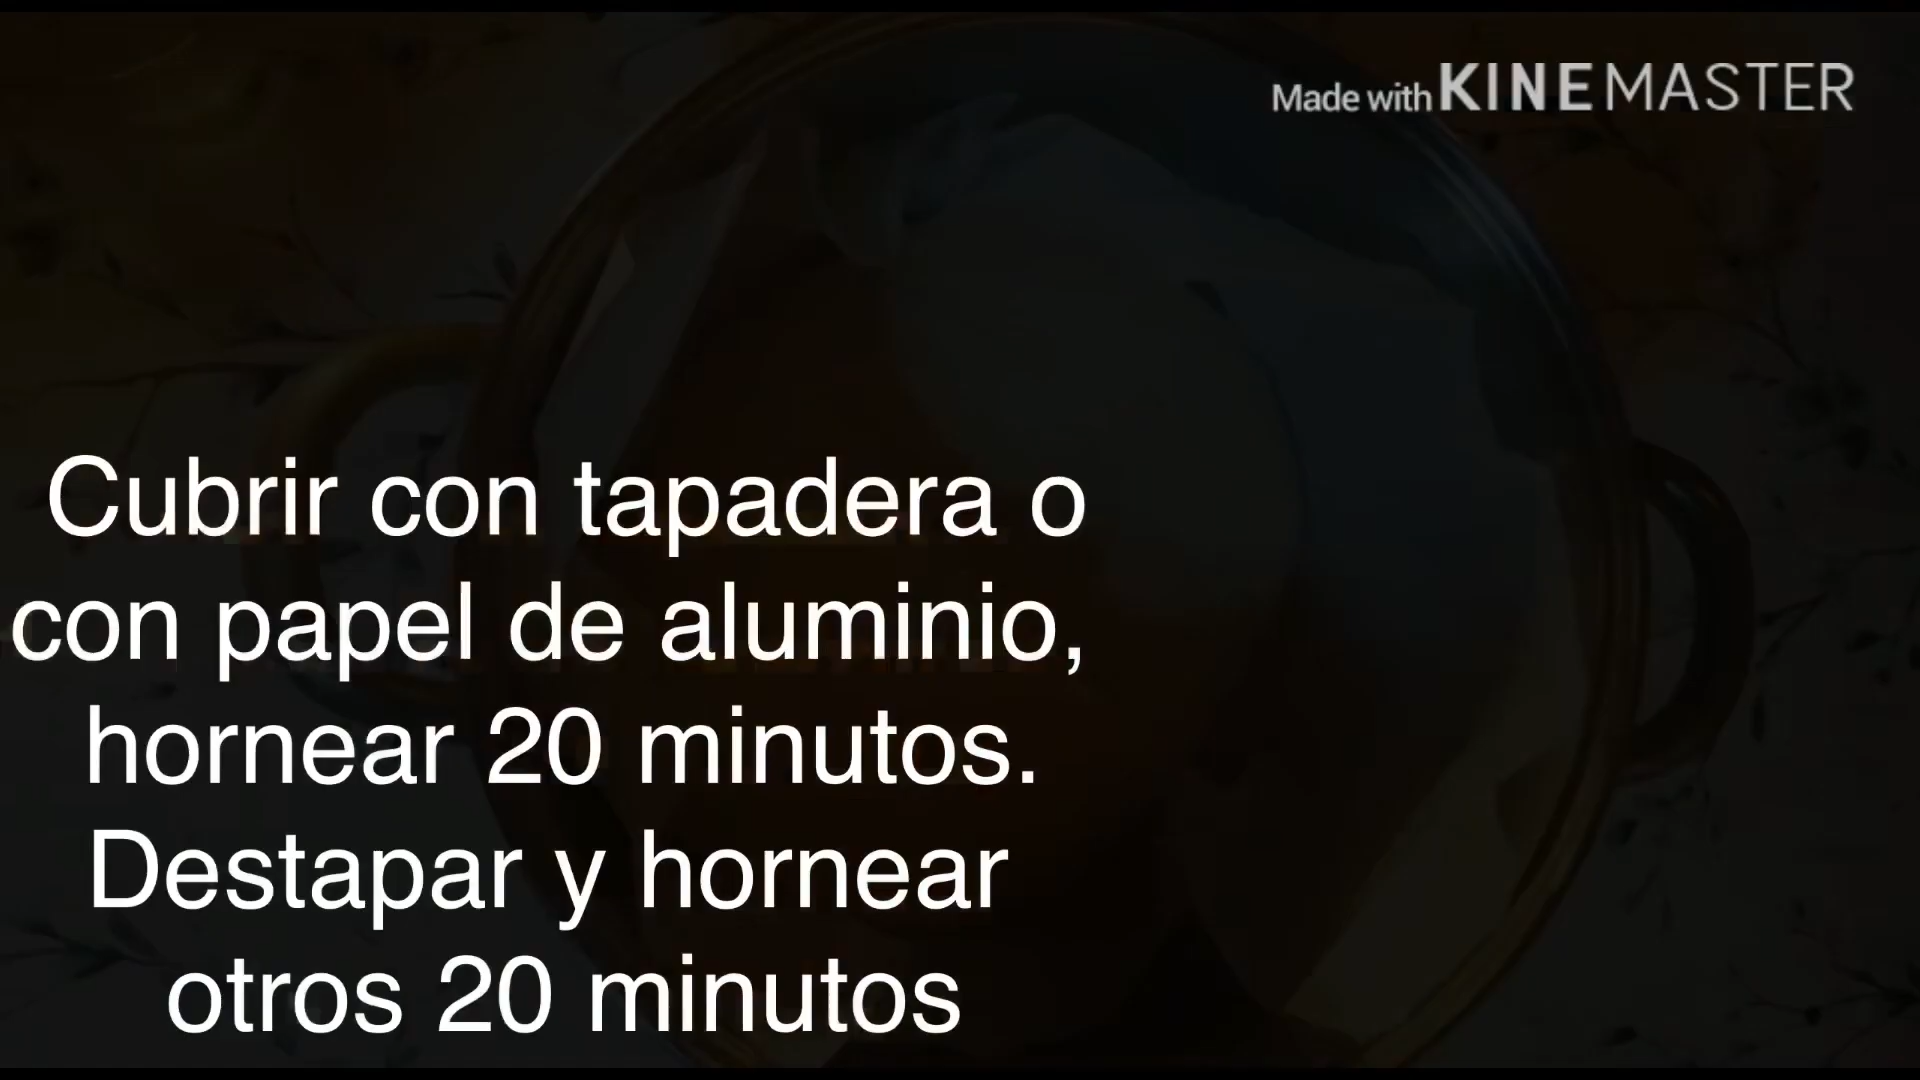 Made with KINEMASTER
Cubrir con tapadera o
con papel de aluminio,
hornear 20 minutos.
Destapar y hornear
otros 20 minutos